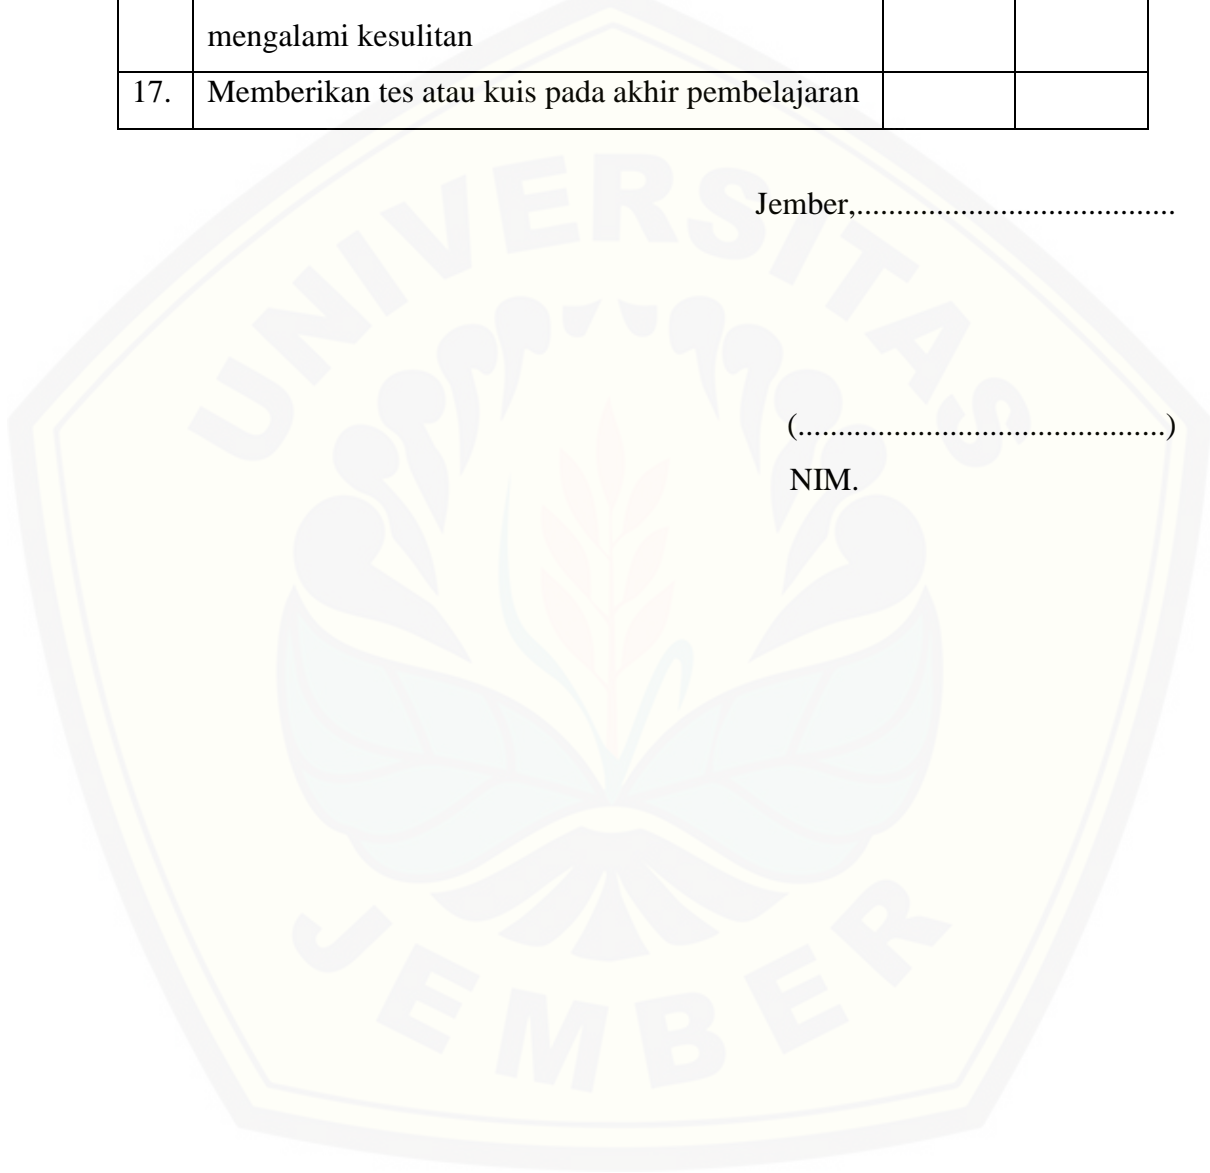 mengalami kesulitan
17. Memberikan tes atau kuis pada akhir pembelajaran
Jember,........................................
(..............................................)
NIM.
UNIVERSITAS
JEMBER